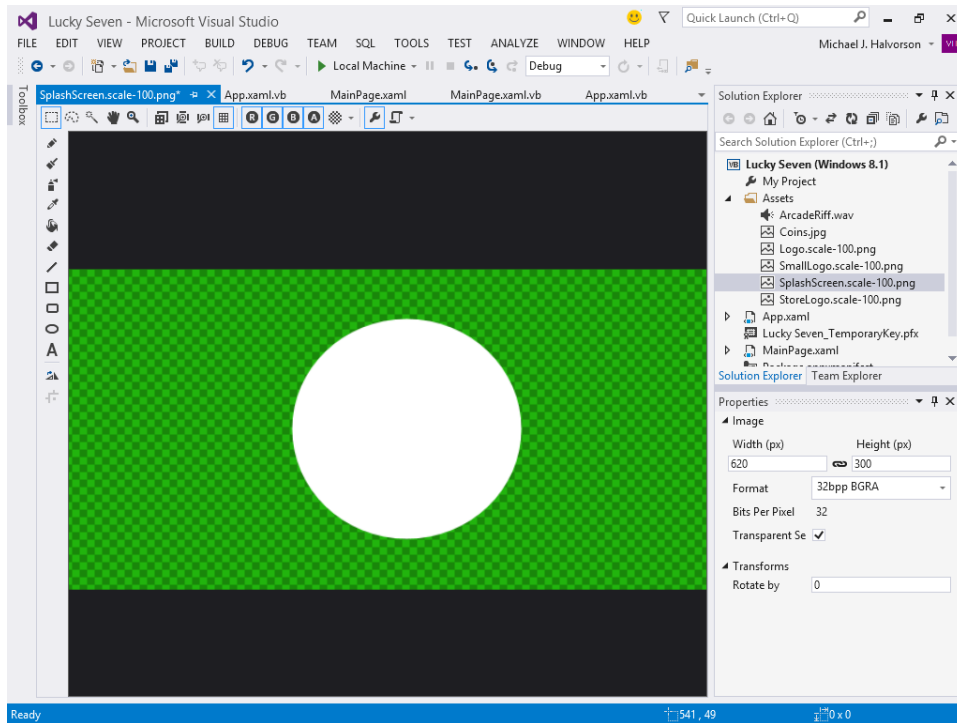 Lucky Seven - Microsoft Visual Studio
Quick Launch (Ctrl+Q)
FILE EDIT VIEW PROJECT BUILD DEBUG TEAM SQL TOOLS TEST ANALYZE WINDOW HELP
Michael J. Halvorson
Local Machine
Debug
Toolbox
SplashScreen.scale-100.png* App.xaml.vb MainPage.xaml MainPage.xaml.vb App.xaml.vb
R G B A
A
Solution Explorer
Search Solution Explorer (Ctrl+;)
VB Lucky Seven (Windows 8.1)
My Project
Assets
ArcadeRiff.wav
Coins.jpg
Logo.scale-100.png
SmallLogo.scale-100.png
SplashScreen.scale-100.png
StoreLogo.scale-100.png
App.xaml
Lucky Seven_TemporaryKey.pfx
MainPage.xaml
Solution Explorer Team Explorer
Properties
Image
Width (px) Height (px)
620 300
Format 32bpp BGRA
Bits Per Pixel 32
Transparent Se
Transforms
Rotate by 0
Ready 541 , 49 0 x 0